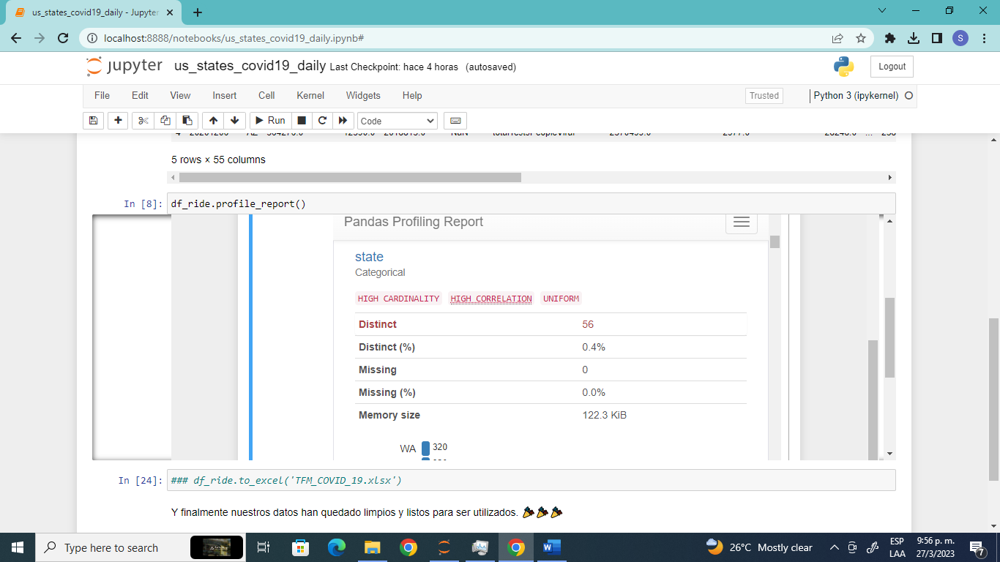 us_states_covid19_daily - Jupyter
localhost:8888/notebooks/us_states_covid19_daily.ipynb#
S
jupyter us_states_covid19_daily Last Checkpoint: hace 4 horas (autosaved)
Logout
File Edit View Insert Cell Kernel Widgets Help
Trusted Python 3 (ipykernel)
Run Code
5 rows × 55 columns
In [8]: df_ride.profile_report()
Pandas Profiling Report
state
Categorical
HIGH CARDINALITY HIGH CORRELATION UNIFORM
Distinct 56
Distinct (%) 0.4%
Missing 0
Missing (%) 0.0%
Memory size 122.3 KiB
WA 320
In [24]: ### df_ride.to_excel('TFM_COVID_19.xlsx')
Y finalmente nuestros datos han quedado limpios y listos para ser utilizados. 🎉🎉🎉
Type here to search
26°C Mostly clear
ESP
LAA
9:56 p. m.
27/3/2023
7